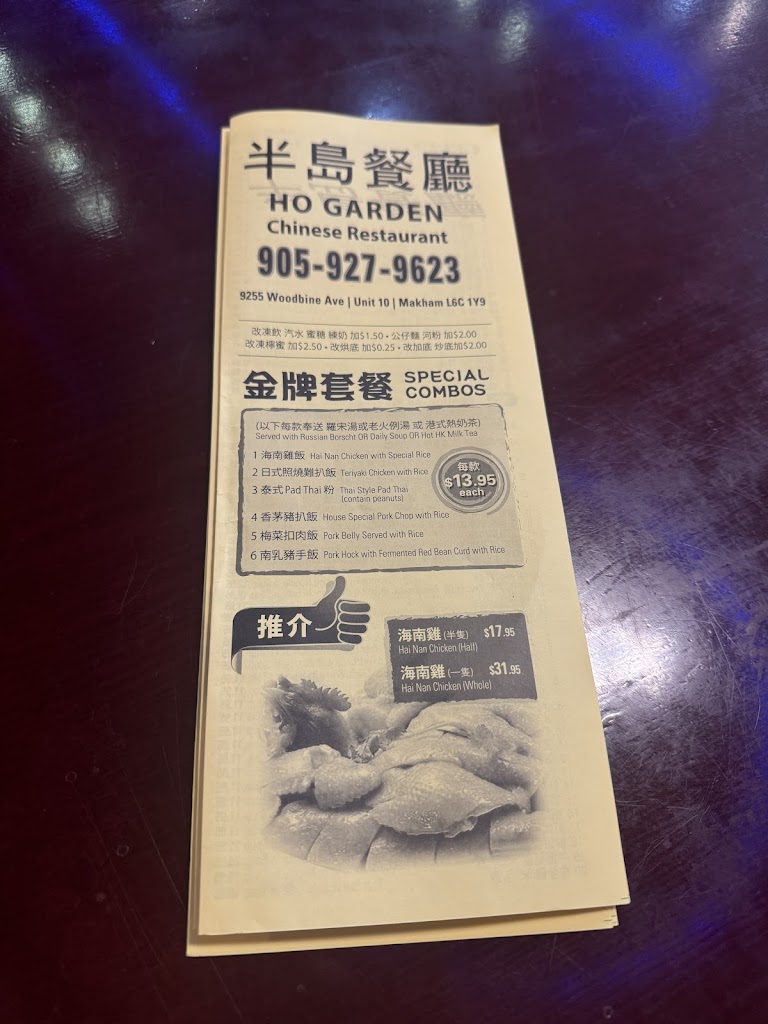 半島餐廳
HO GARDEN
Chinese Restaurant
905-927-9623
9255 Woodbine Ave | Unit 10 | Makham L6C 1Y9
改凍飲 汽水 蜜糖 練奶 加$1.50 • 公仔麵 河粉 加$2.00
改凍檸蜜 加$2.50 • 改烘底 加$0.25 • 改加底 炒底加$2.00
金牌套餐 SPECIAL COMBOS
(以下每款奉送 羅宋湯或老火例湯 或 港式熱奶茶)
Served with Russian Borscht OR Daily Soup OR Hot HK Milk Tea
1 海南雞飯 Hai Nan Chicken with Special Rice
2 日式照燒雞扒飯 Teriyaki Chicken with Rice
3 泰式 Pad Thai 粉 Thai Style Pad Thai
(contain peanuts)
每款
$13.95
each
4 香茅豬扒飯 House Special Pork Chop with Rice
5 梅菜扣肉飯 Pork Belly Served with Rice
6 南乳豬手飯 Pork Hock with Fermented Red Bean Curd with Rice
推介
海南雞 (半隻) $17.95
Hai Nan Chicken (Half)
海南雞 (一隻) $31.95
Hai Nan Chicken (Whole)